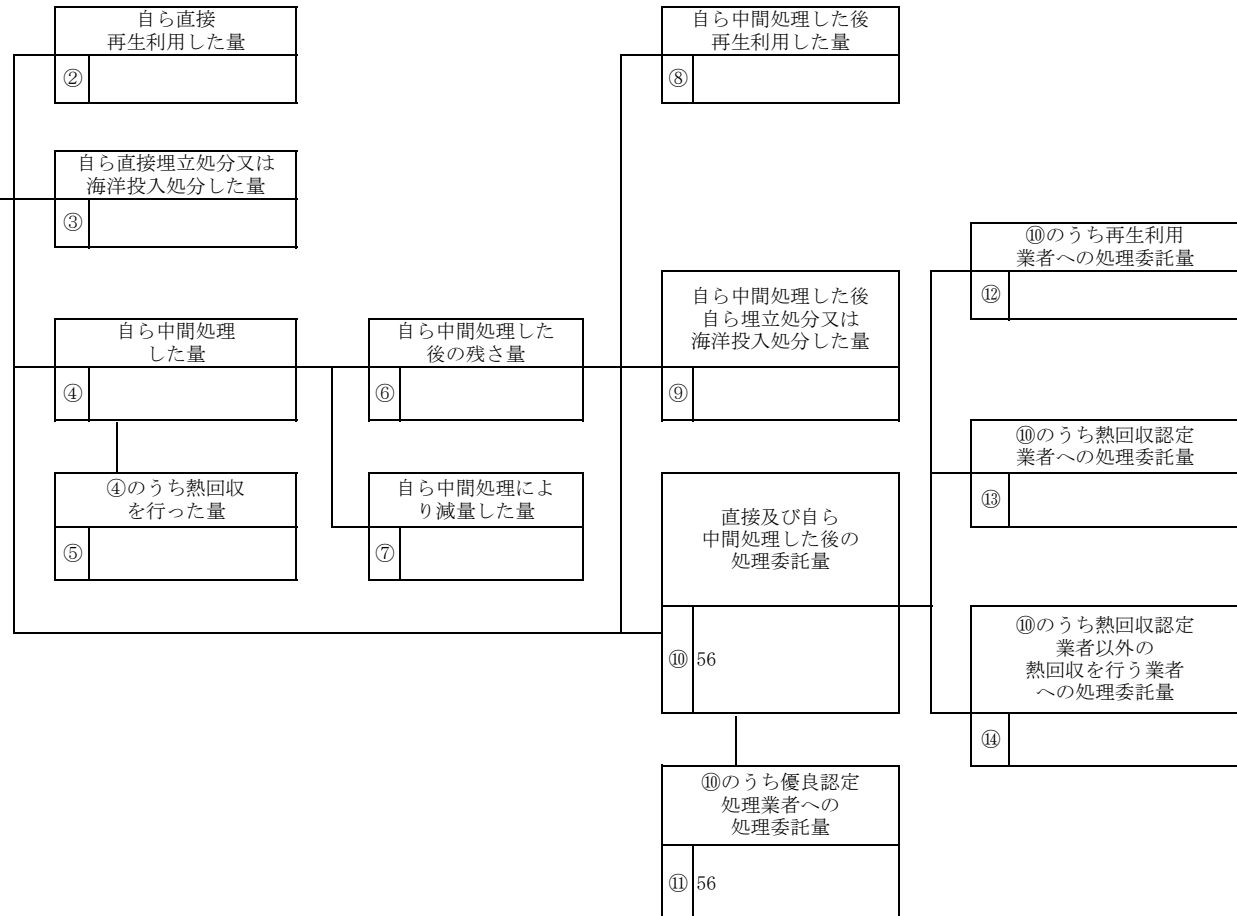 自ら直接
再生利用した量
②
自ら直接埋立処分又は
海洋投入処分した量
③
自ら中間処理
した量
④
④のうち熱回収
を行った量
⑤
自ら中間処理した
後の残さ量
⑥
自ら中間処理によ
り減量した量
⑦
自ら中間処理した後
再生利用した量
⑧
自ら中間処理した後
自ら埋立処分又は
海洋投入処分した量
⑨
直接及び自ら
中間処理した後の
処理委託量
⑩ 56
⑩のうち優良認定
処理業者への
処理委託量
⑪ 56
⑩のうち再生利用
業者への処理委託量
⑫
⑩のうち熱回収認定
業者への処理委託量
⑬
⑩のうち熱回収認定
業者以外の
熱回収を行う業者
への処理委託量
⑭